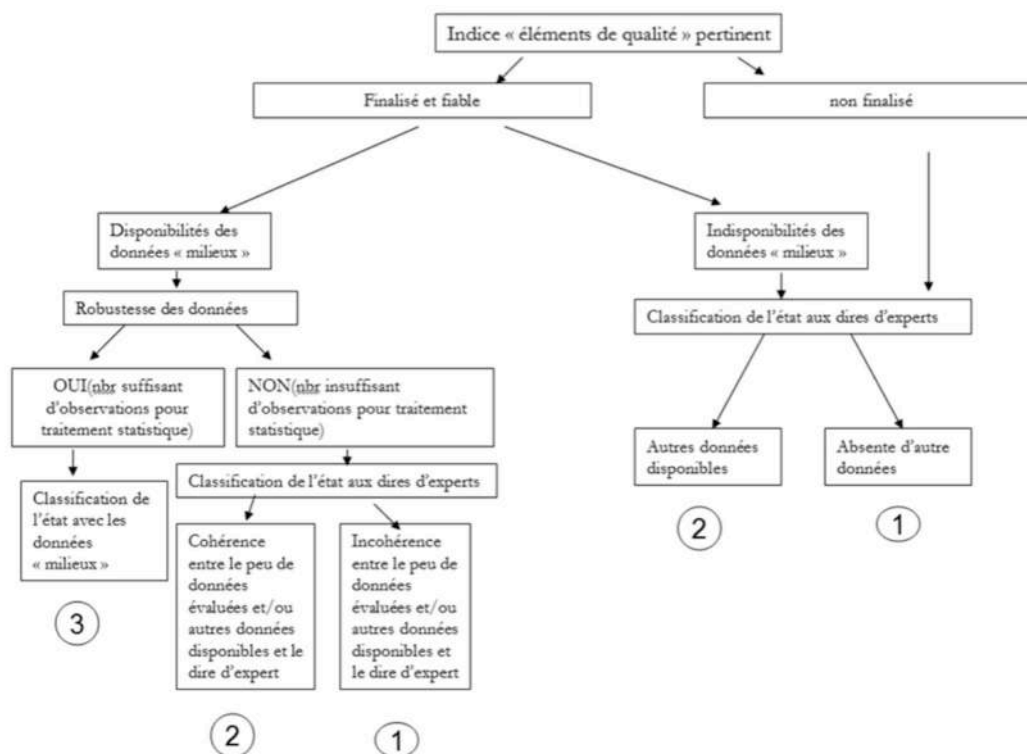 Indice « éléments de qualité » pertinent
Finalisé et fiable
non finalisé
Disponibilités des
données « milieux »
Indisponibilités des
données « milieux »
Robustesse des données
Classification de l'état aux dires d'experts
OUI(nbr suffisant
d'observations pour
traitement statistique)
NON(nbr insuffisant
d'observations pour traitement
statistique)
Autres données
disponibles
Absente d'autre
données
Classification de l'état aux dires d'experts
Classification de
l'état avec les
données
« milieux »
Cohérence
entre le peu de
données
évaluées et/ou
autres données
disponibles et le
dire d'expert
Incohérence
entre le peu de
données
évaluées et/ou
autres données
disponibles et
le dire d'expert
2
1
3
2
1